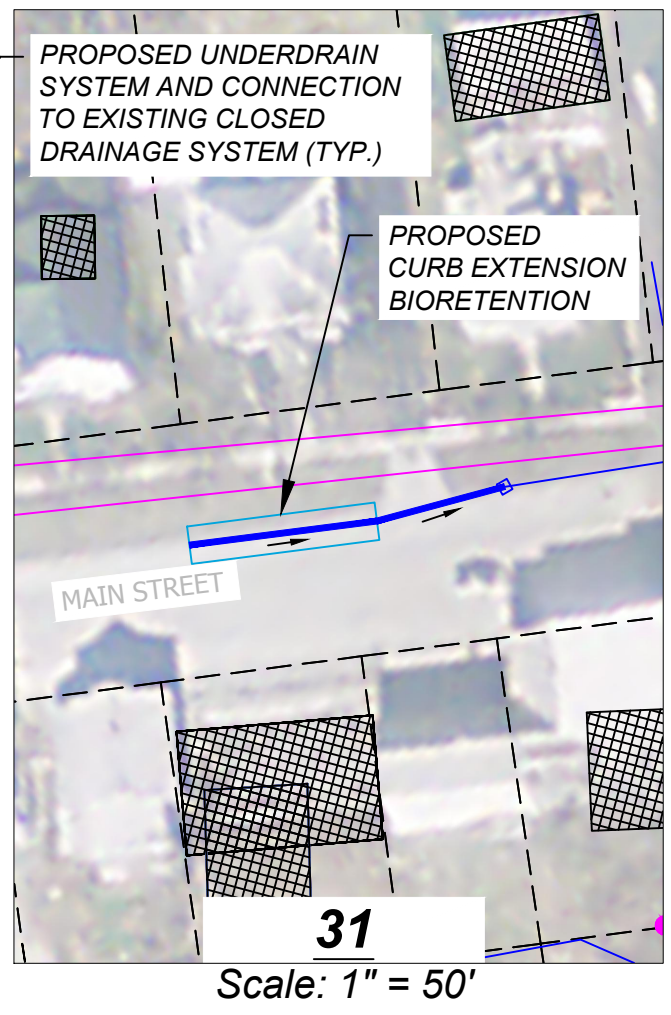 PROPOSED UNDERDRAIN
SYSTEM AND CONNECTION
TO EXISTING CLOSED
DRAINAGE SYSTEM (TYP.)
PROPOSED
CURB EXTENSION
BIORETENTION
MAIN STREET
31
Scale: 1" = 50'